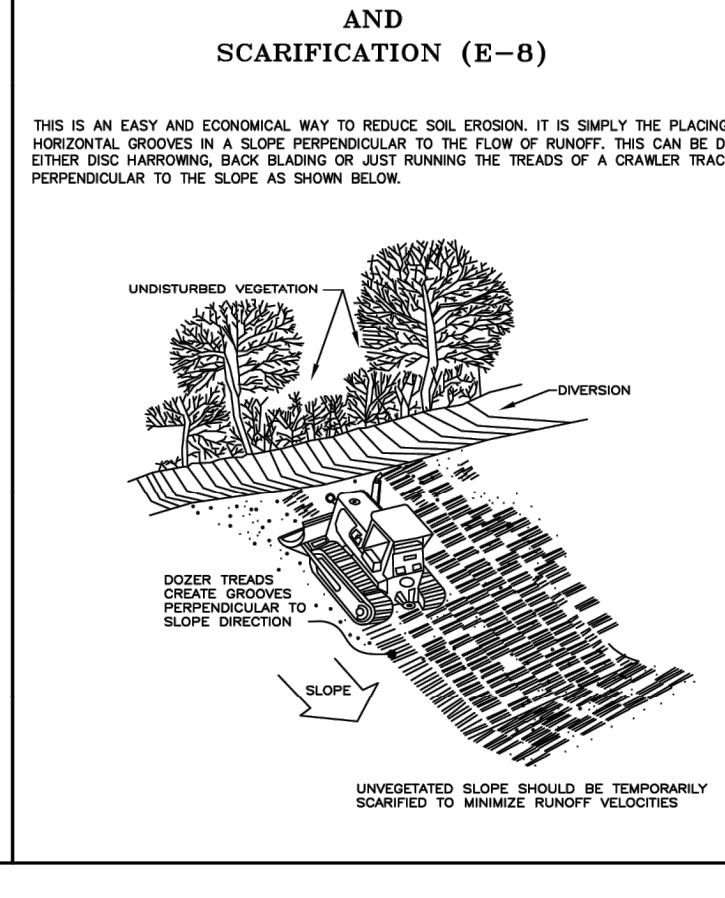 AND
SCARIFICATION (E-8)
THIS IS AN EASY AND ECONOMICAL WAY TO REDUCE SOIL EROSION. IT IS SIMPLY THE PLACING
HORIZONTAL GROOVES IN A SLOPE PERPENDICULAR TO THE FLOW OF RUNOFF. THIS CAN BE
EITHER DISC HARROWING, BACK BLADING OR JUST RUNNING THE TREADS OF A CRAWLER
PERPENDICULAR TO THE SLOPE AS SHOWN BELOW.
UNDISTURBED VEGETATION
DIVERSION
DOZER TREADS
CREATE GROOVES
PERPENDICULAR TO
SLOPE DIRECTION
SLOPE
UNVEGETATED SLOPE SHOULD BE TEMPORARILY
SCARIFIED TO MINIMIZE RUNOFF VELOCITIES